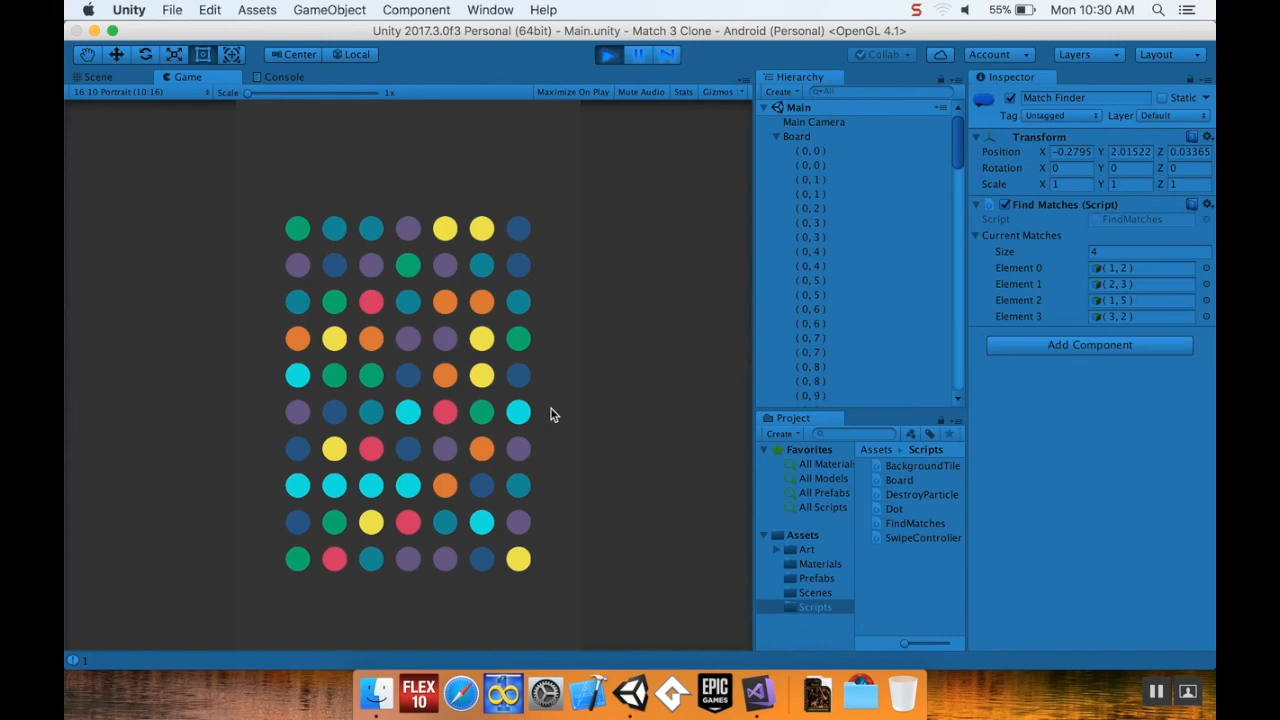 Unity File Edit Assets GameObject Component Window Help S 55% Mon 10:30 AM
Unity 2017.3.0f3 Personal (64bit) - Main.unity - Match 3 Clone - Android (Personal) <OpenGL 4.1>
Center Local Collab Account Layers Layout
Scene Game Console Hierarchy Inspector
16:10 Portrait (10:16) Scale 1x Maximize On Play Mute Audio Stats Gizmos Create All
Match Finder Static
Tag Untagged Layer Default
Main
Main Camera
Board
( 0, 0 )
( 0, 0 )
( 0, 1 )
( 0, 1 )
( 0, 2 )
( 0, 3 )
( 0, 3 )
( 0, 4 )
( 0, 4 )
( 0, 5 )
( 0, 5 )
( 0, 6 )
( 0, 6 )
( 0, 7 )
( 0, 7 )
( 0, 8 )
( 0, 8 )
( 0, 9 )
Transform
Position X -0.2795 Y 2.01522 Z 0.03365
Rotation X 0 Y 0 Z 0
Scale X 1 Y 1 Z 1
Find Matches (Script)
Script FindMatches
Current Matches
Size 4
Element 0 ( 1, 2 )
Element 1 ( 2, 3 )
Element 2 ( 1, 5 )
Element 3 ( 3, 2 )
Add Component
Project
Create
Favorites
All Materials
All Models
All Prefabs
All Scripts
Assets
Art
Materials
Prefabs
Scenes
Scripts
Assets Scripts
BackgroundTile
Board
DestroyParticle
Dot
FindMatches
SwipeController
1
FLEX
10
EPIC
GAMES